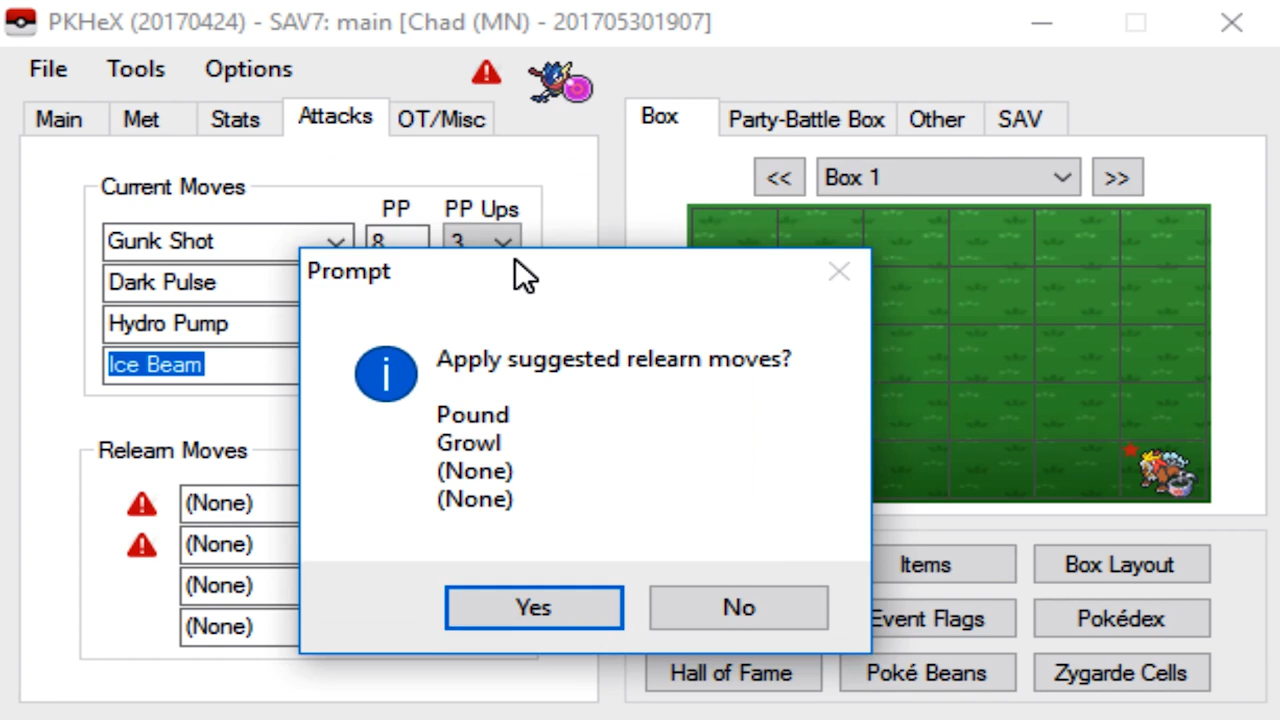 PKHeX (20170424) - SAV7: main [Chad (MN) - 201705301907]
File Tools Options
Main Met Stats Attacks OT/Misc
Box Party-Battle Box Other SAV
<< Box 1 >>
Current Moves
PP PP Ups
Gunk Shot 8 3
Dark Pulse
Hydro Pump
Ice Beam
Relearn Moves
(None)
(None)
(None)
(None)
Prompt
Apply suggested relearn moves?
Pound
Growl
(None)
(None)
Yes No
Items Box Layout
Event Flags Pokédex
Hall of Fame Poké Beans Zygarde Cells